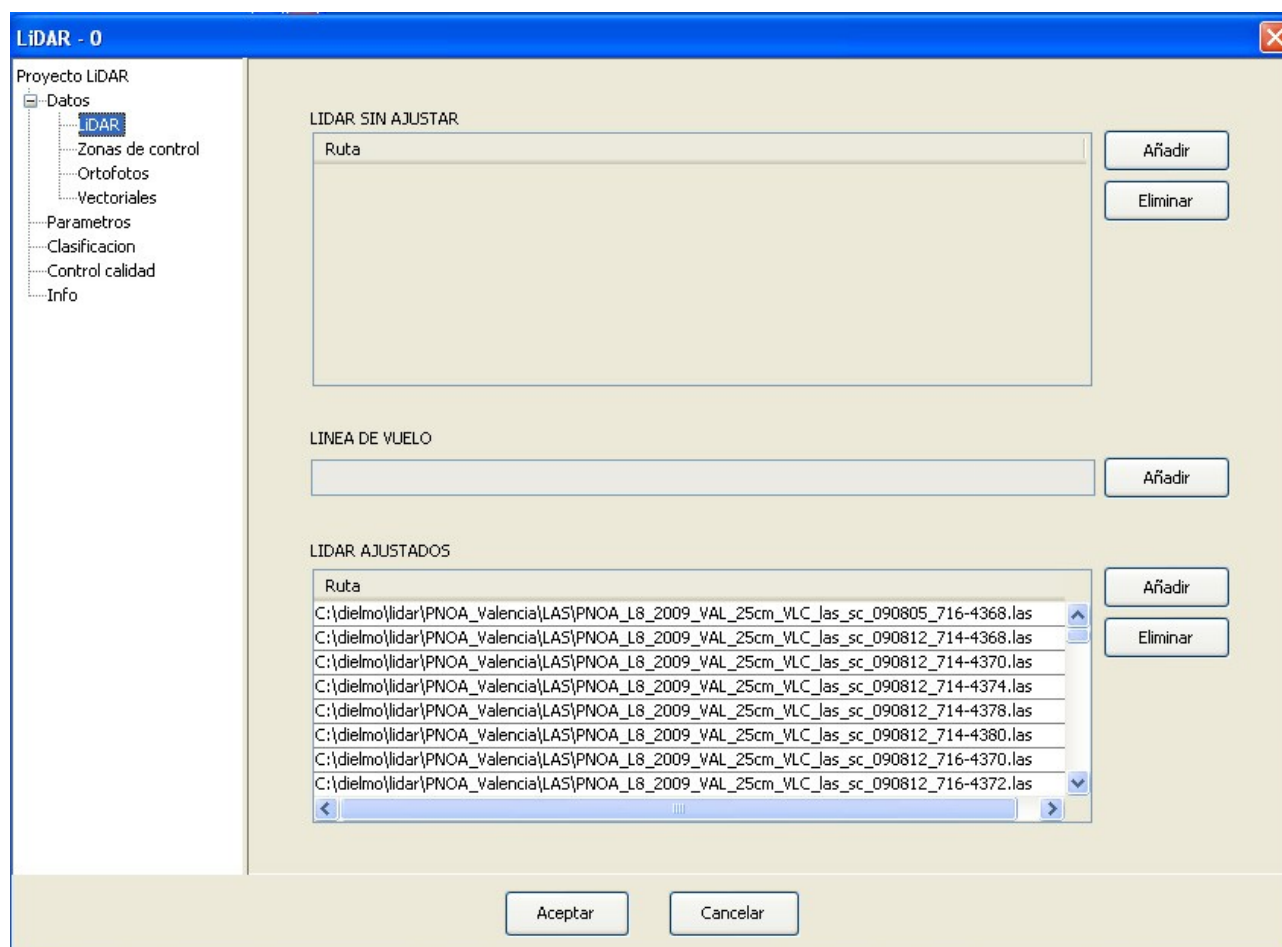 LiDAR - 0
Proyecto LiDAR
Datos
LiDAR
Zonas de control
Ortofotos
Vectoriales
Parametros
Clasificacion
Control calidad
Info
LIDAR SIN AJUSTAR
Ruta
Añadir
Eliminar
LINEA DE VUELO
Añadir
LIDAR AJUSTADOS
Ruta
Añadir
Eliminar
C:\dielmo\lidar\PNOA_Valencia\LAS\PNOA_L8_2009_VAL_25cm_VLC_las_sc_090805_716-4368.las
C:\dielmo\lidar\PNOA_Valencia\LAS\PNOA_L8_2009_VAL_25cm_VLC_las_sc_090812_714-4368.las
C:\dielmo\lidar\PNOA_Valencia\LAS\PNOA_L8_2009_VAL_25cm_VLC_las_sc_090812_714-4370.las
C:\dielmo\lidar\PNOA_Valencia\LAS\PNOA_L8_2009_VAL_25cm_VLC_las_sc_090812_714-4374.las
C:\dielmo\lidar\PNOA_Valencia\LAS\PNOA_L8_2009_VAL_25cm_VLC_las_sc_090812_714-4378.las
C:\dielmo\lidar\PNOA_Valencia\LAS\PNOA_L8_2009_VAL_25cm_VLC_las_sc_090812_714-4380.las
C:\dielmo\lidar\PNOA_Valencia\LAS\PNOA_L8_2009_VAL_25cm_VLC_las_sc_090812_716-4370.las
C:\dielmo\lidar\PNOA_Valencia\LAS\PNOA_L8_2009_VAL_25cm_VLC_las_sc_090812_716-4372.las
Aceptar
Cancelar